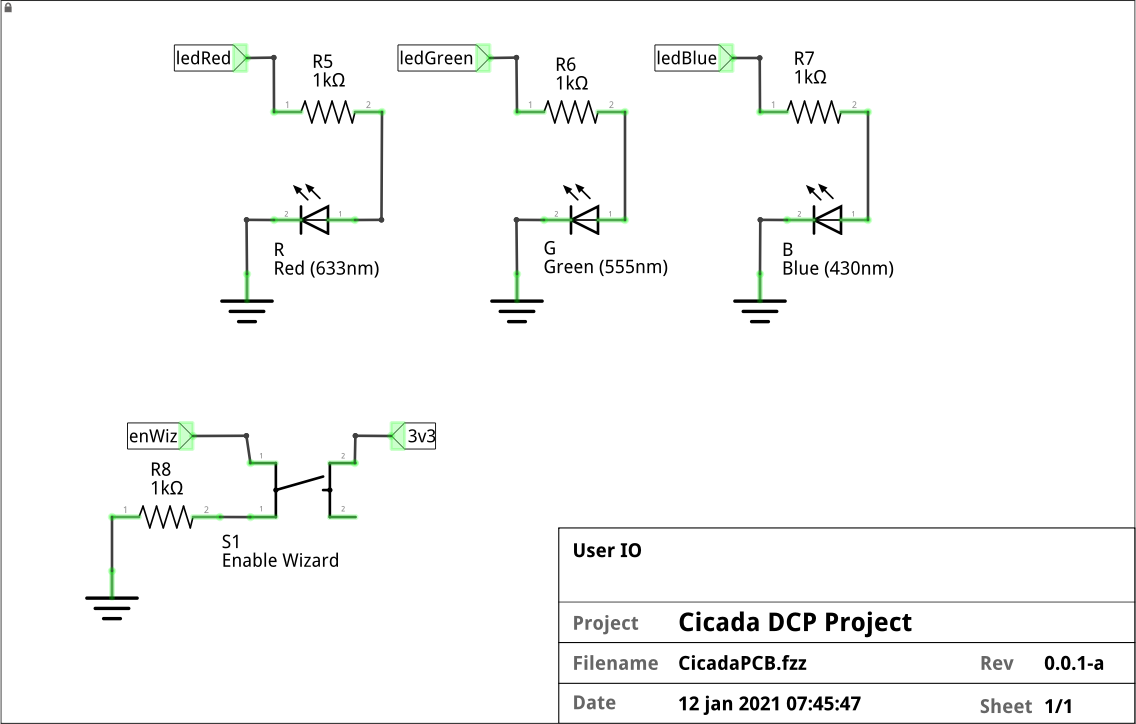 ledRed
R5
1kΩ
1
2
2
1
R
Red (633nm)
ledGreen
R6
1kΩ
1
2
2
1
G
Green (555nm)
ledBlue
R7
1kΩ
1
2
2
1
B
Blue (430nm)
enWiz
3v3
1
2
R8
1kΩ
1
2
1
2
S1
Enable Wizard
User IO
Project Cicada DCP Project
Filename CicadaPCB.fzz Rev 0.0.1-a
Date 12 jan 2021 07:45:47 Sheet 1/1